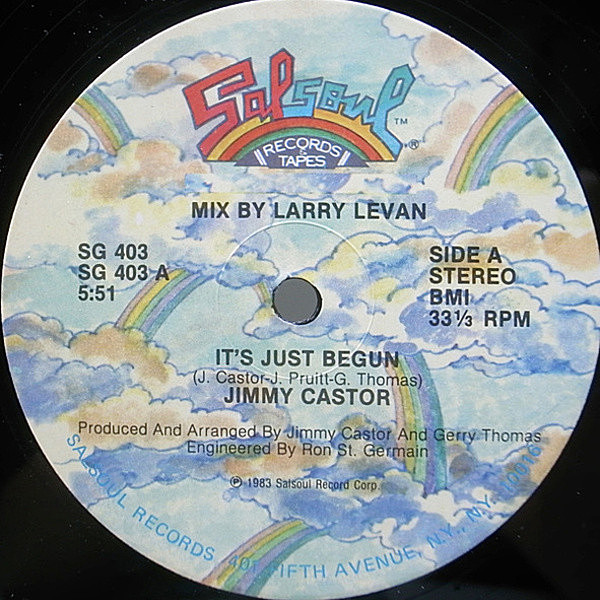 Salsoul ™
RECORDS & TAPES ®
MIX BY LARRY LEVAN
SG 403
SG 403 A
5:51
SIDE A
STEREO
BMI
33⅓ RPM
IT'S JUST BEGUN
(J. Castor-J. Pruitt-G. Thomas)
JIMMY CASTOR
Produced And Arranged By Jimmy Castor And Gerry Thomas
Engineered By Ron St. Germain
℗ 1983 Salsoul Record Corp.
SALSOUL RECORDS 401 FIFTH AVENUE, N.Y., N.Y. 10016